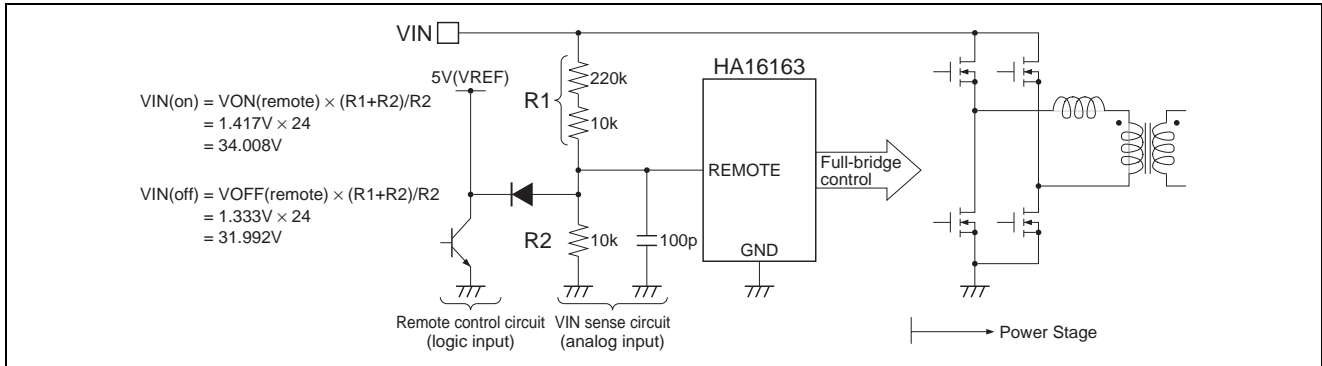 VIN
HA16163
5V(VREF)
220k
R1
10k
VIN(on) = VON(remote) × (R1+R2)/R2
= 1.417V × 24
= 34.008V
REMOTE
Full-bridge
control
VIN(off) = VOFF(remote) × (R1+R2)/R2
= 1.333V × 24
= 31.992V
R2
10k
100p
GND
Remote control circuit
(logic input)
VIN sense circuit
(analog input)
Power Stage